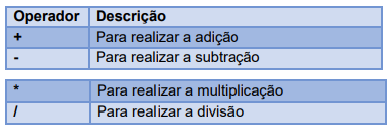 Operador Descrição
+ Para realizar a adição
- Para realizar a subtração
* Para realizar a multiplicação
/ Para realizar a divisão